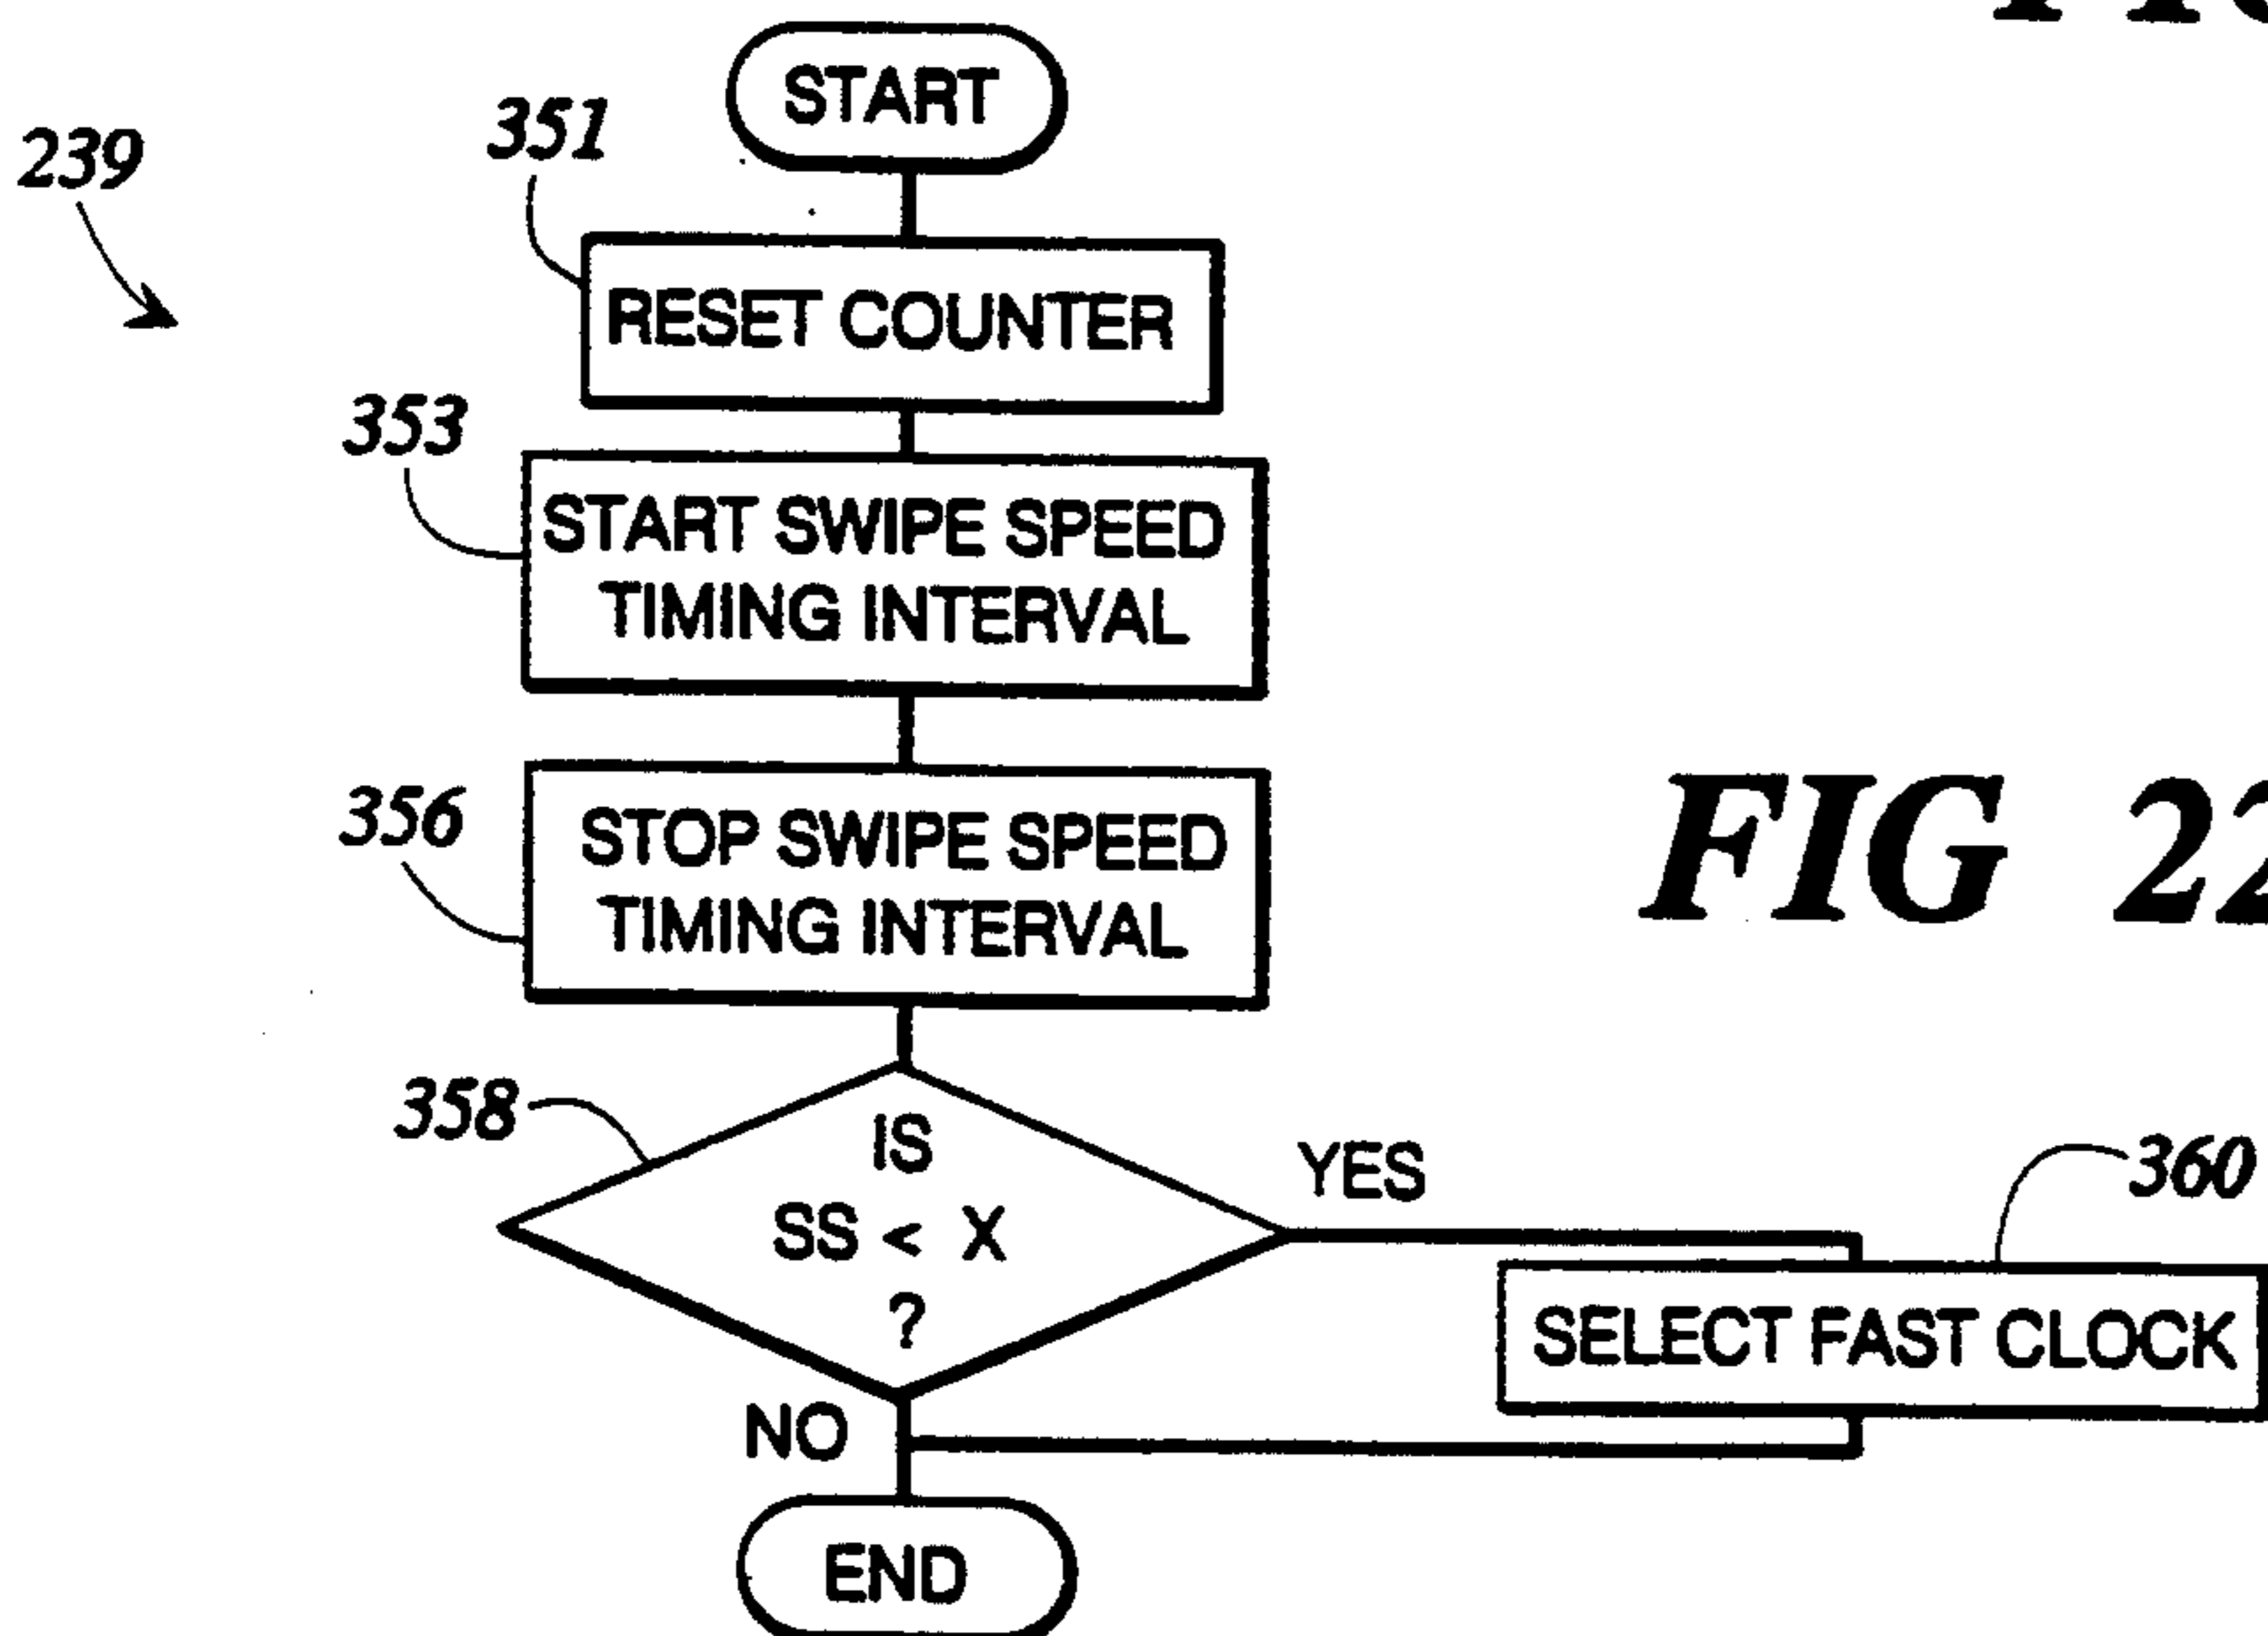 START
351
239
RESET COUNTER
353
START SWIPE SPEED
TIMING INTERVAL
356
STOP SWIPE SPEED
TIMING INTERVAL
FIG 22
358
IS
SS < X
?
YES
360
SELECT FAST CLOCK
NO
END